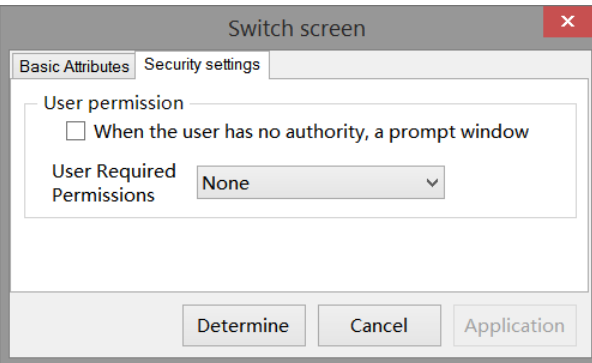 Switch screen
Basic Attributes Security settings
User permission
When the user has no authority, a prompt window
User Required
Permissions
None
Determine Cancel Application